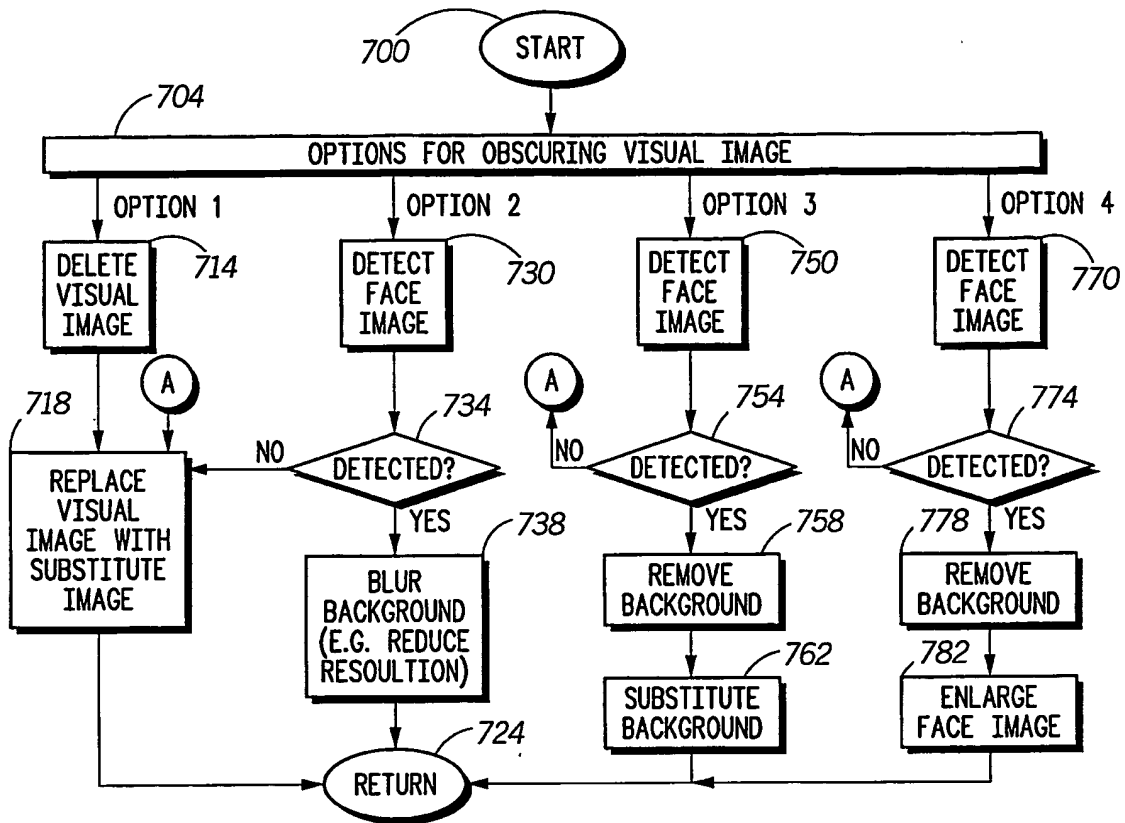 700
START
704
OPTIONS FOR OBSCURING VISUAL IMAGE
OPTION 1
OPTION 2
OPTION 3
OPTION 4
DELETE
VISUAL
IMAGE
714
DETECT
FACE
IMAGE
730
DETECT
FACE
IMAGE
750
DETECT
FACE
IMAGE
770
A
A
A
718
734
754
774
REPLACE
VISUAL
IMAGE WITH
SUBSTITUTE
IMAGE
NO
DETECTED?
YES
NO
DETECTED?
YES
NO
DETECTED?
YES
738
BLUR
BACKGROUND
(E.G. REDUCE
RESOULTION)
758
REMOVE
BACKGROUND
778
REMOVE
BACKGROUND
762
SUBSTITUTE
BACKGROUND
782
ENLARGE
FACE IMAGE
724
RETURN